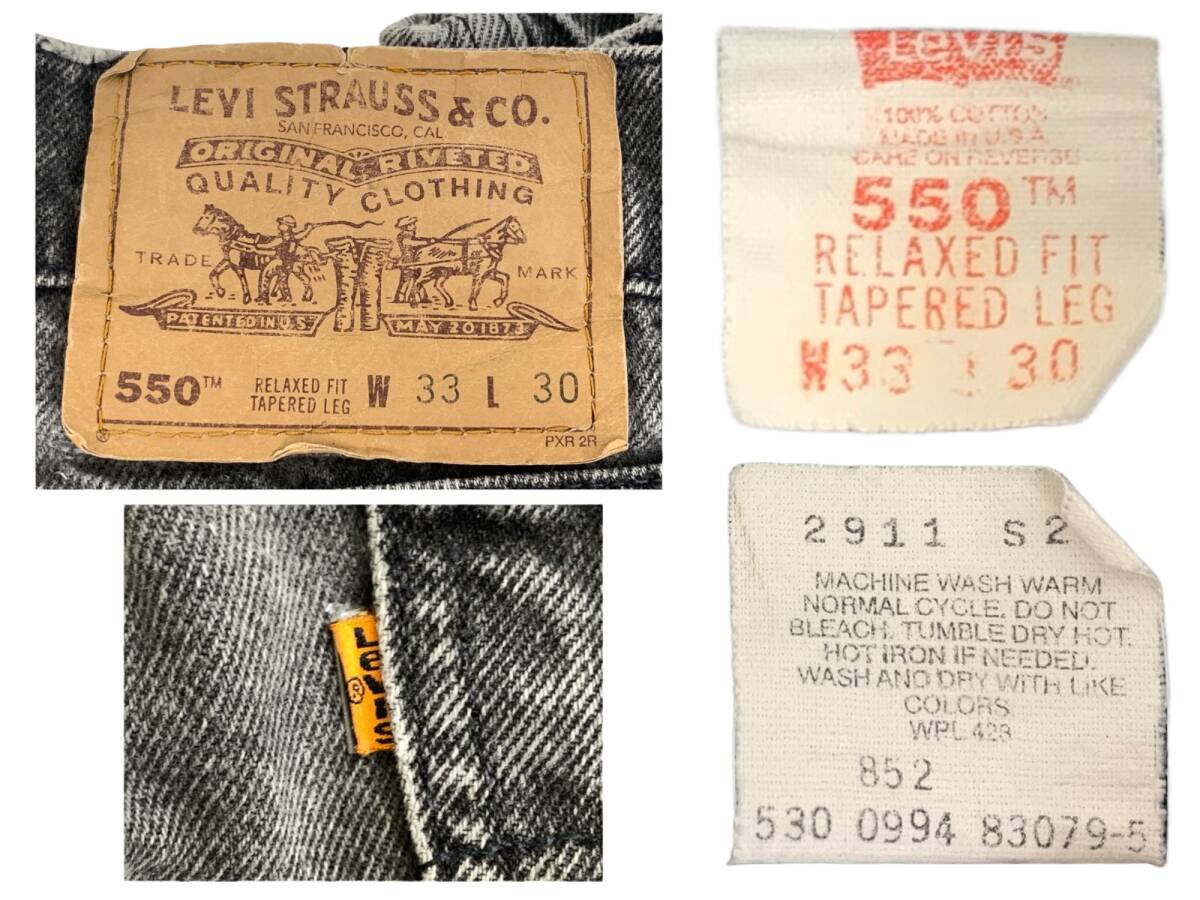 LEVI STRAUSS & CO.
SAN FRANCISCO, CAL
ORIGINAL RIVETED
QUALITY CLOTHING
TRADE MARK
PATENTED IN U.S.
MAY 20 1873
550™ RELAXED FIT W 33 L 30
TAPERED LEG
® PXR 2R
LEVI'S
®
LEVI'S
100% COTTON
MADE IN U.S.A
CARE ON REVERSE
550™
RELAXED FIT
TAPERED LEG
W33 30
2911 S2
MACHINE WASH WARM
NORMAL CYCLE. DO NOT
BLEACH. TUMBLE DRY HOT.
HOT IRON IF NEEDED.
WASH AND DRY WITH LIKE
COLORS
WPL 423
852
530 0994 83079-5